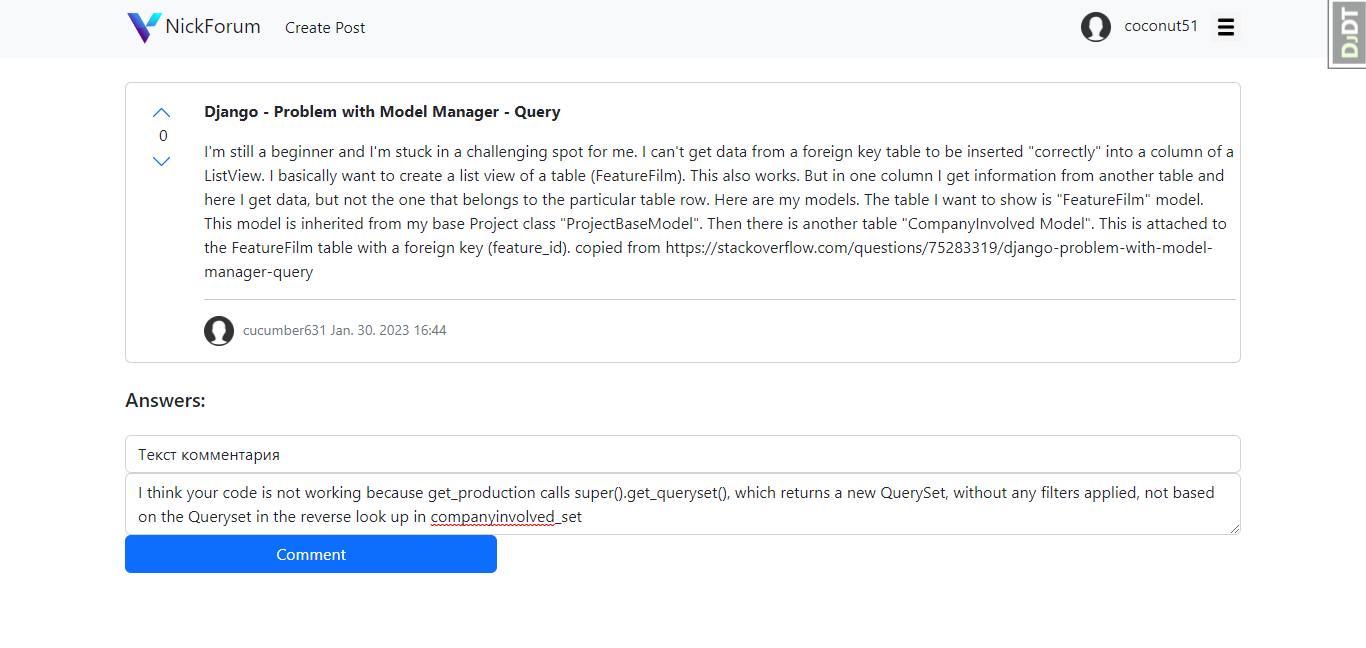 NickForum
Create Post
coconut51
DjDT
0
Django - Problem with Model Manager - Query
I'm still a beginner and I'm stuck in a challenging spot for me. I can't get data from a foreign key table to be inserted "correctly" into a column of a
ListView. I basically want to create a list view of a table (FeatureFilm). This also works. But in one column I get information from another table and
here I get data, but not the one that belongs to the particular table row. Here are my models. The table I want to show is "FeatureFilm" model.
This model is inherited from my base Project class "ProjectBaseModel". Then there is another table "CompanyInvolved Model". This is attached to
the FeatureFilm table with a foreign key (feature_id). copied from https://stackoverflow.com/questions/75283319/django-problem-with-model-
manager-query
cucumber631 Jan. 30. 2023 16:44
Answers:
Текст комментария
I think your code is not working because get_production calls super().get_queryset(), which returns a new QuerySet, without any filters applied, not based
on the Queryset in the reverse look up in companyinvolved_set
Comment